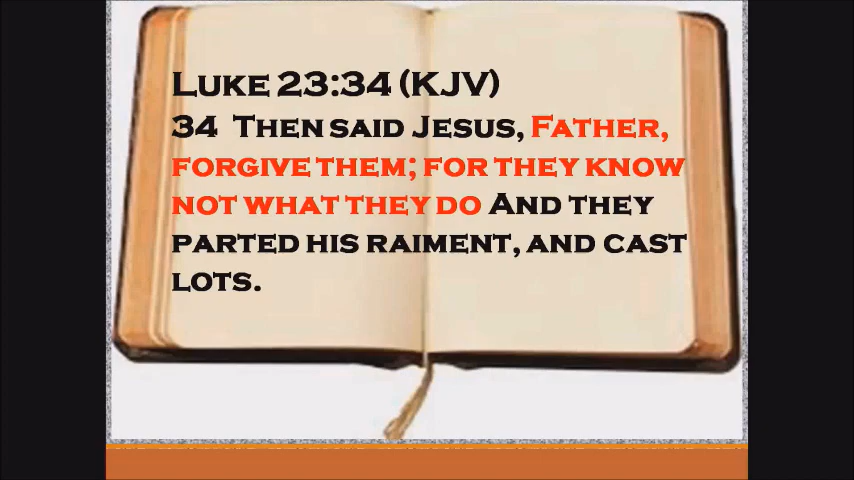 Luke 23:34 (KJV)
34 Then said Jesus, Father,
forgive them; for they know
not what they do And they
parted his raiment, and cast
lots.